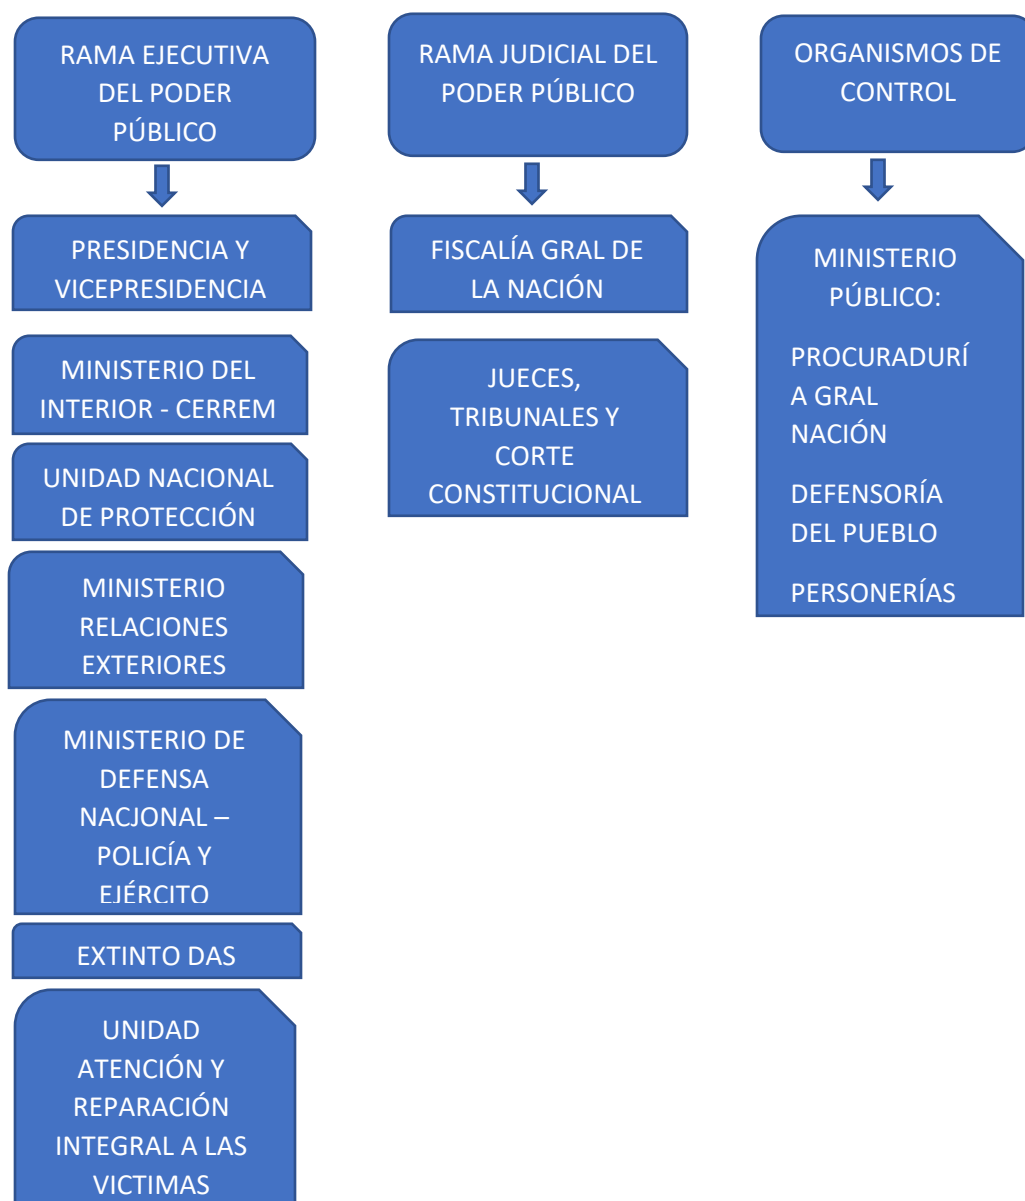 RAMA EJECUTIVA
DEL PODER
PÚBLICO
PRESIDENCIA Y
VICEPRESIDENCIA
MINISTERIO DEL
INTERIOR - CERREM
UNIDAD NACIONAL
DE PROTECCIÓN
MINISTERIO
RELACIONES
EXTERIORES
MINISTERIO DE
DEFENSA
NACJONAL –
POLICÍA Y
EJÉRCITO
EXTINTO DAS
UNIDAD
ATENCIÓN Y
REPARACIÓN
INTEGRAL A LAS
VICTIMAS
RAMA JUDICIAL DEL
PODER PÚBLICO
FISCALÍA GRAL DE
LA NACIÓN
JUECES,
TRIBUNALES Y
CORTE
CONSTITUCIONAL
ORGANISMOS DE
CONTROL
MINISTERIO
PÚBLICO:
PROCURADURÍ
A GRAL
NACIÓN
DEFENSORÍA
DEL PUEBLO
PERSONERÍAS